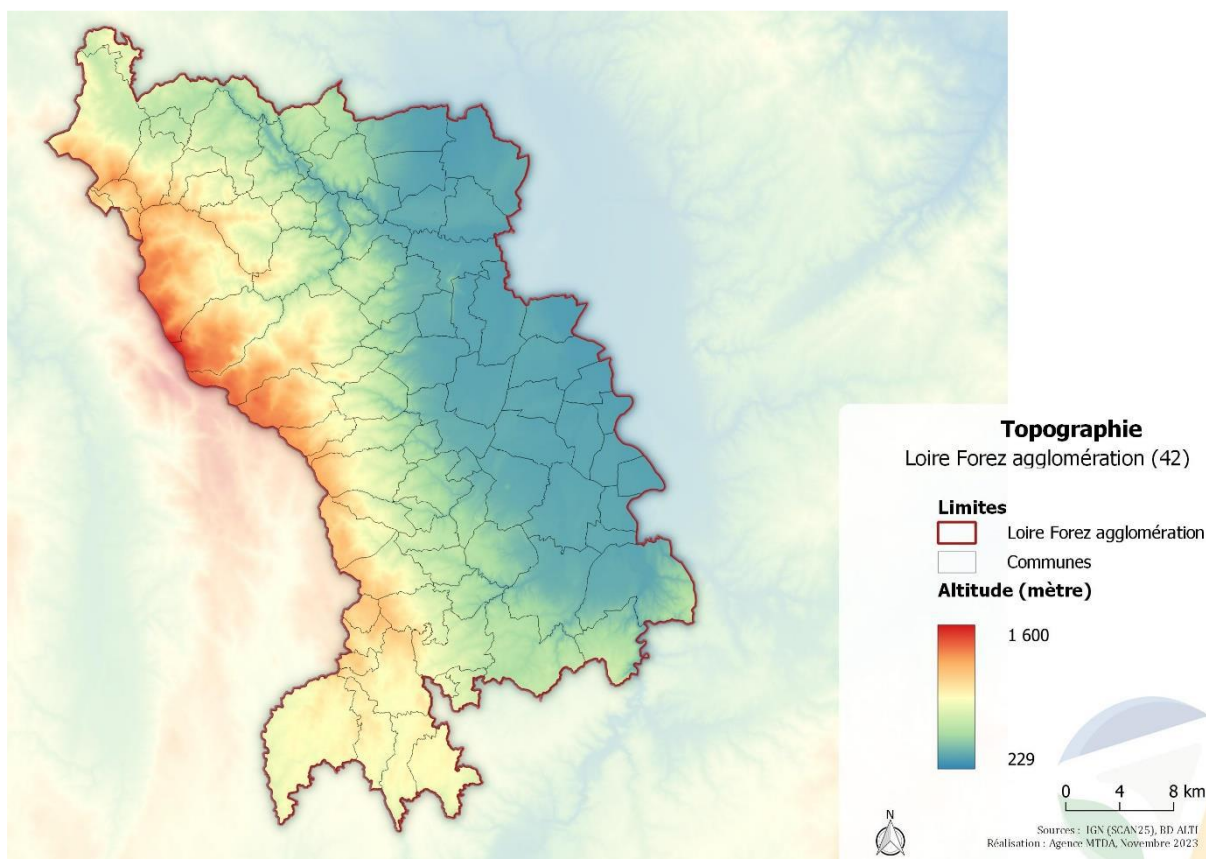 Topographie
Loire Forez agglomération (42)
Limites
Loire Forez agglomération
Communes
Altitude (mètre)
1 600
229
0 4 8 km
N
Sources : IGN (SCAN25), BD ALTI
Réalisation : Agence MTDA, Novembre 2023